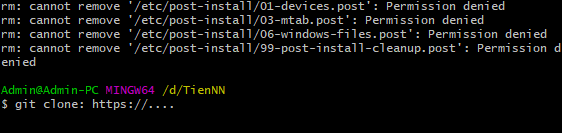 rm: cannot remove '/etc/post-install/01-devices.post': Permission denied
rm: cannot remove '/etc/post-install/03-mtab.post': Permission denied
rm: cannot remove '/etc/post-install/06-windows-files.post': Permission denied
rm: cannot remove '/etc/post-install/99-post-install-cleanup.post': Permission d
enied
Admin@Admin-PC MINGW64 /d/TienNN
$ git clone: https://....